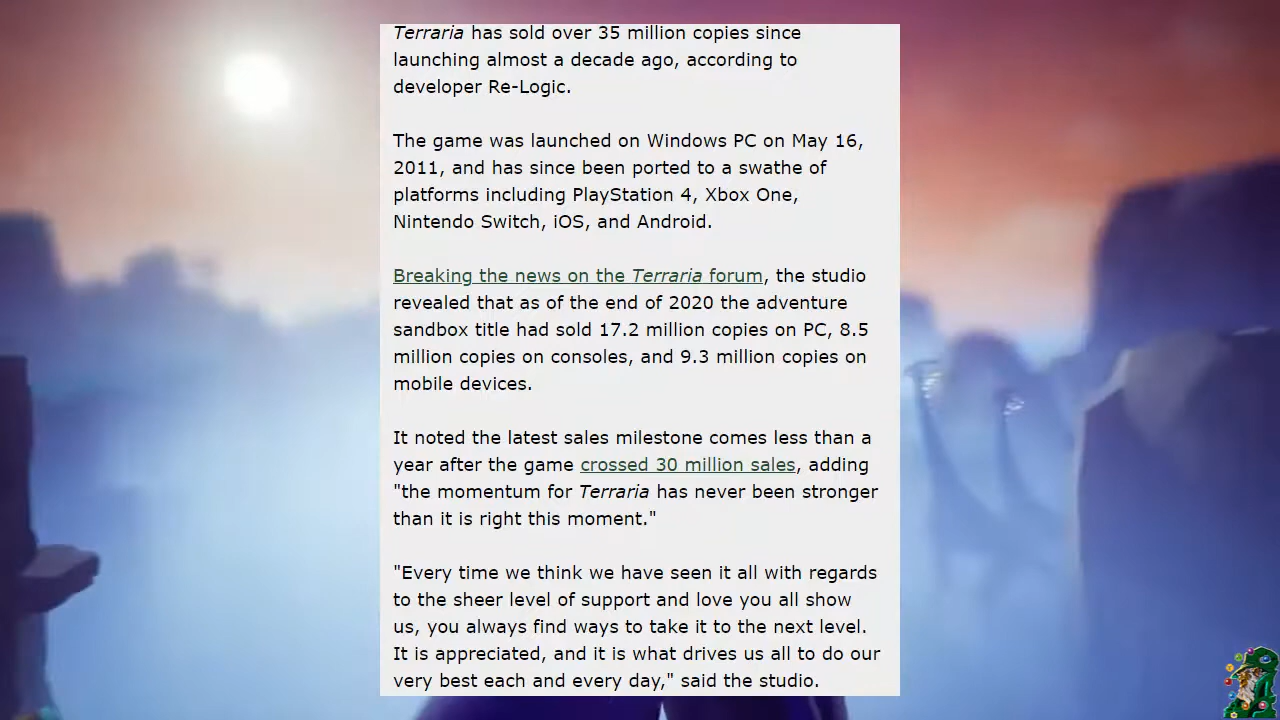 Terraria has sold over 35 million copies since
launching almost a decade ago, according to
developer Re-Logic.
The game was launched on Windows PC on May 16,
2011, and has since been ported to a swathe of
platforms including PlayStation 4, Xbox One,
Nintendo Switch, iOS, and Android.
Breaking the news on the Terraria forum, the studio
revealed that as of the end of 2020 the adventure
sandbox title had sold 17.2 million copies on PC, 8.5
million copies on consoles, and 9.3 million copies on
mobile devices.
It noted the latest sales milestone comes less than a
year after the game crossed 30 million sales, adding
"the momentum for Terraria has never been stronger
than it is right this moment."
"Every time we think we have seen it all with regards
to the sheer level of support and love you all show
us, you always find ways to take it to the next level.
It is appreciated, and it is what drives us all to do our
very best each and every day," said the studio.